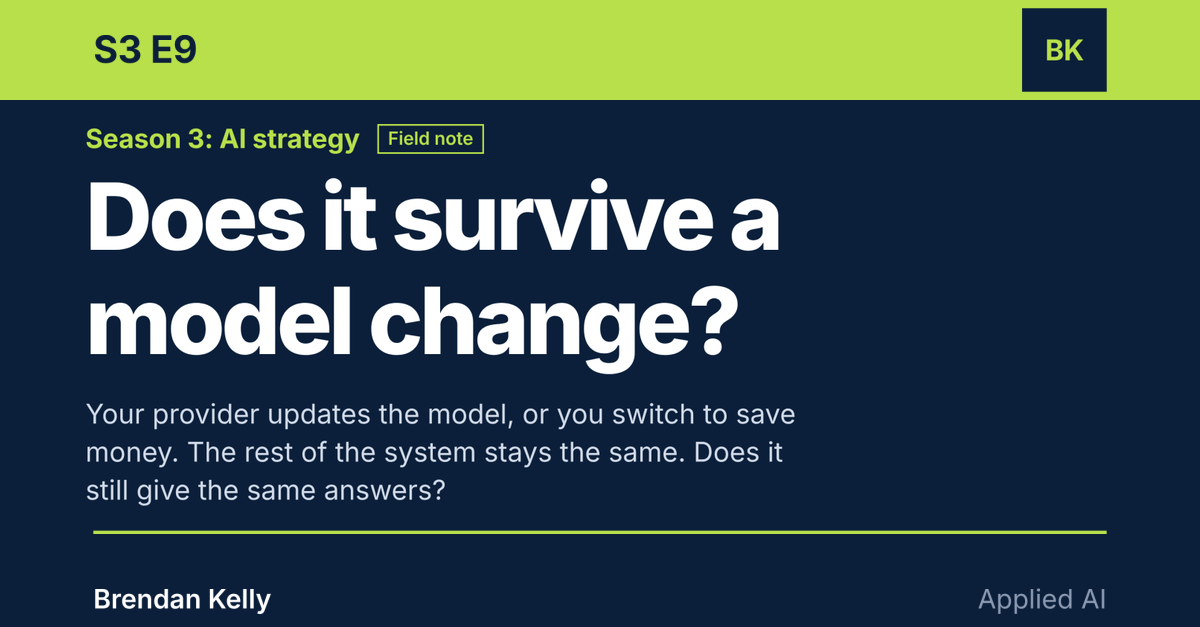 S3 E9
BK
Season 3: AI strategy
Field note
Does it survive a
model change?
Your provider updates the model, or you switch to save
money. The rest of the system stays the same. Does it
still give the same answers?
Brendan Kelly
Applied AI